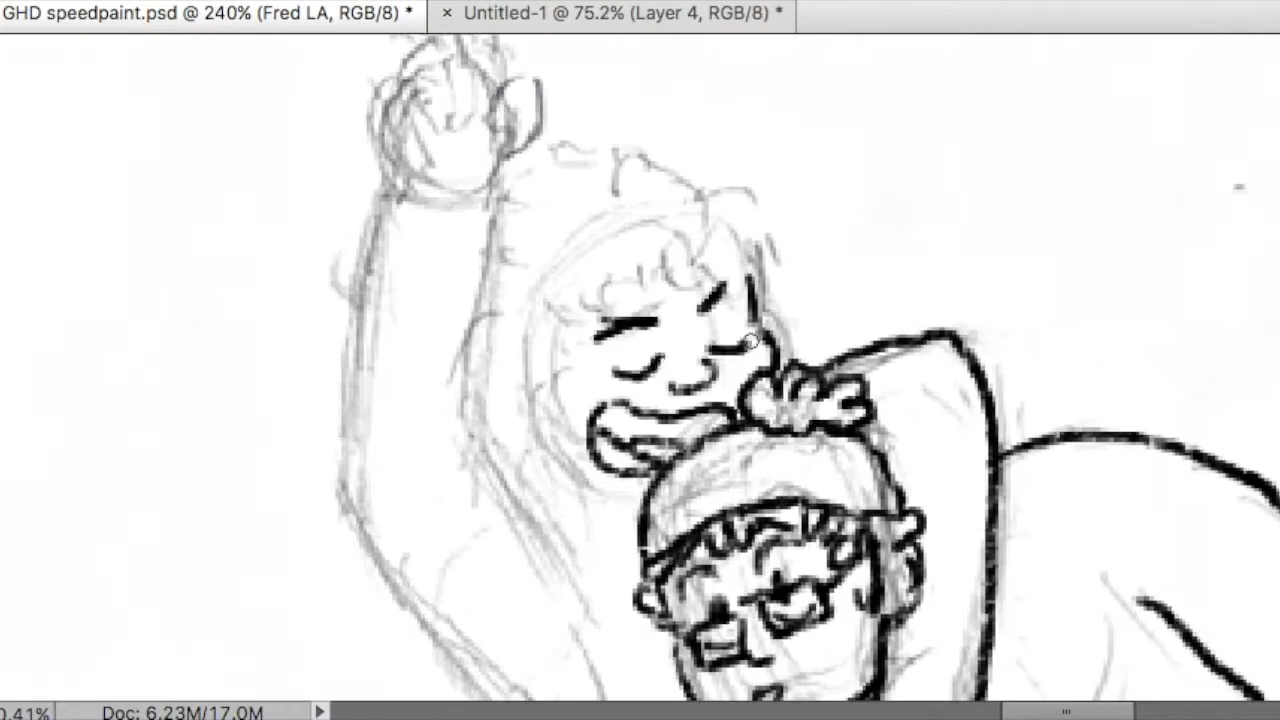 GHD speedpaint.psd @ 240% (Fred LA, RGB/8) *
× Untitled-1 @ 75.2% (Layer 4, RGB/8) *
0.41% Doc: 6.23M/17.0M